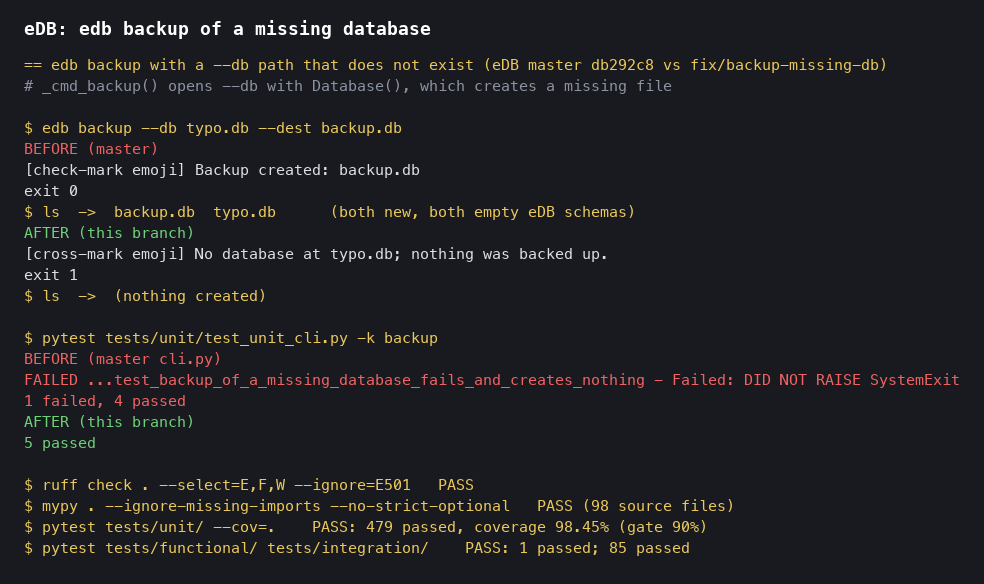 eDB: edb backup of a missing database
== edb backup with a --db path that does not exist (eDB master db292c8 vs fix/backup-missing-db)
# _cmd_backup() opens --db with Database(), which creates a missing file
$ edb backup --db typo.db --dest backup.db
BEFORE (master)
[check-mark emoji] Backup created: backup.db
exit 0
$ ls  ->  backup.db  typo.db      (both new, both empty eDB schemas)
AFTER (this branch)
[cross-mark emoji] No database at typo.db; nothing was backed up.
exit 1
$ ls  ->  (nothing created)
$ pytest tests/unit/test_unit_cli.py -k backup
BEFORE (master cli.py)
FAILED ...test_backup_of_a_missing_database_fails_and_creates_nothing - Failed: DID NOT RAISE SystemExit
1 failed, 4 passed
AFTER (this branch)
5 passed
$ ruff check . --select=E,F,W --ignore=E501   PASS
$ mypy . --ignore-missing-imports --no-strict-optional   PASS (98 source files)
$ pytest tests/unit/ --cov=.    PASS: 479 passed, coverage 98.45% (gate 90%)
$ pytest tests/functional/ tests/integration/    PASS: 1 passed; 85 passed